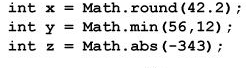 int x = Math.round(42.2);
int y = Math.min(56,12);
int z = Math.abs(-343);